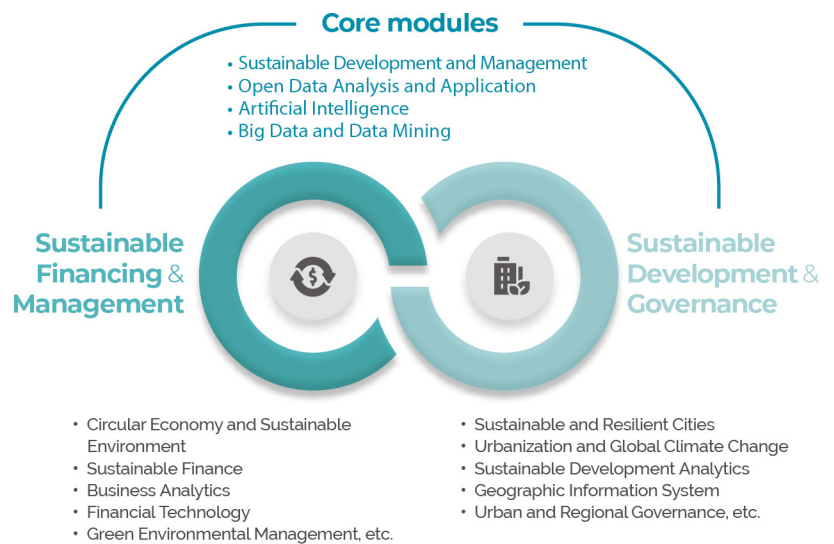 Core modules
• Sustainable Development and Management
• Open Data Analysis and Application
• Artificial Intelligence
• Big Data and Data Mining
Sustainable
Financing &
Management
$
Sustainable
Development &
Governance
• Circular Economy and Sustainable
Environment
• Sustainable Finance
• Business Analytics
• Financial Technology
• Green Environmental Management, etc.
• Sustainable and Resilient Cities
• Urbanization and Global Climate Change
• Sustainable Development Analytics
• Geographic Information System
• Urban and Regional Governance, etc.